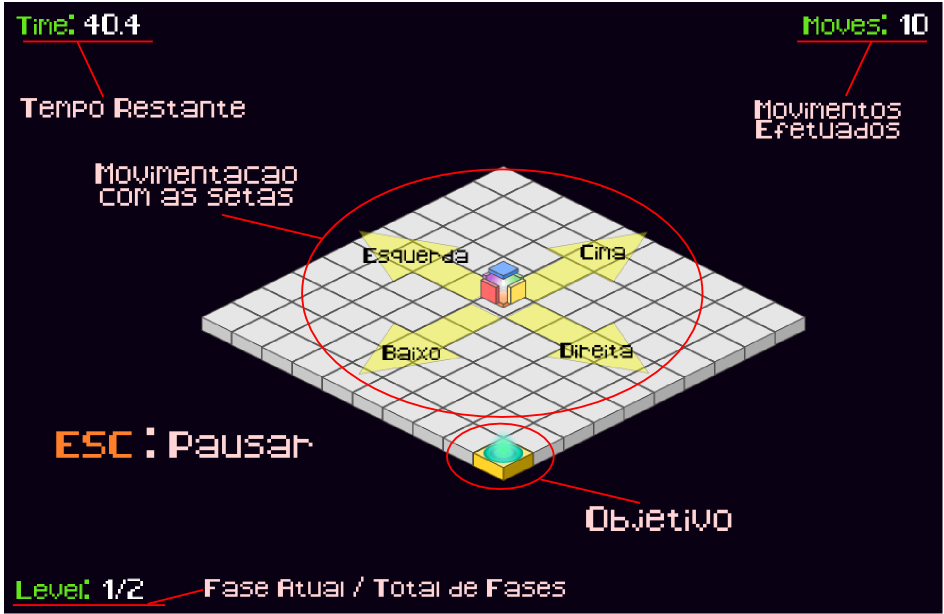 Time: 40.4
Moves: 10
Tempo Restante
Movimentos
Efetuados
Movimentacao
com as setas
Esquerda
Cima
Baixo
Direita
ESC : Pausar
Objetivo
Level: 1/2
Fase Atual / Total de Fases